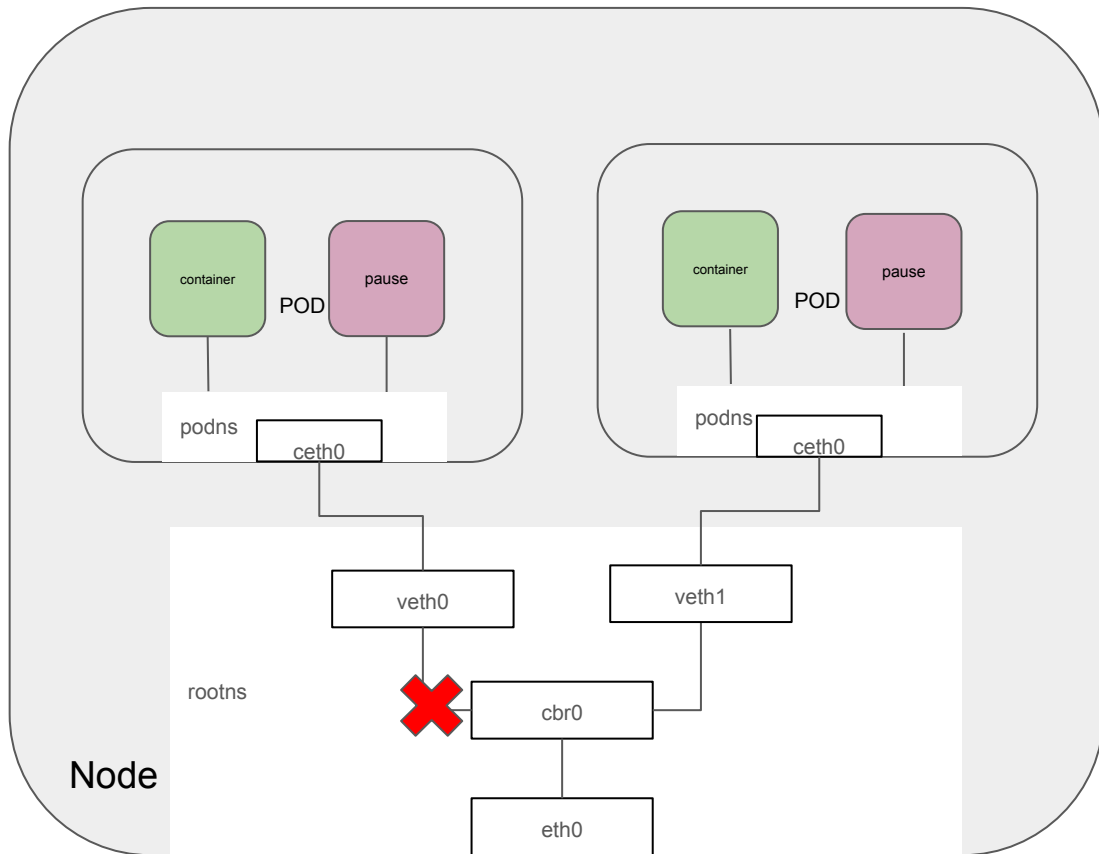 container
POD
pause
container
POD
pause
podns
ceth0
podns
ceth0
veth0
veth1
rootns
cbr0
Node
eth0